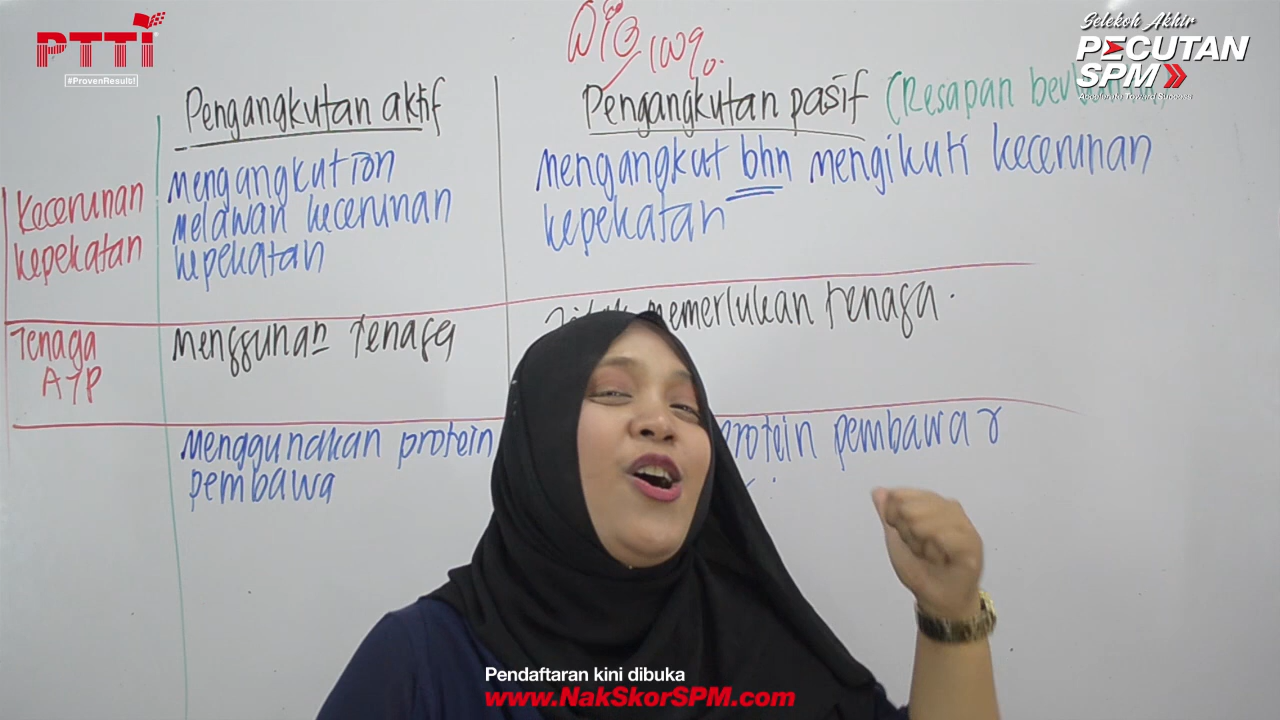 PTTI
#ProvenResult!
Selekoh Akhir
PECUTAN
SPM
100%.
Pengangkutan aktif
Pengangkutan pasif (Resapan
Kecerunan
kepekatan
mengangkut ion
melawan kecerunan
kepekatan
mengangkut bhn mengikuti kecerunan
kepekatan
Tenaga
ATP
menggunan tenaga
memerlukan tenaga.
menggunakan protein
pembawa
protein pembawa r
Pendaftaran kini dibuka
www.NakSkorSPM.com